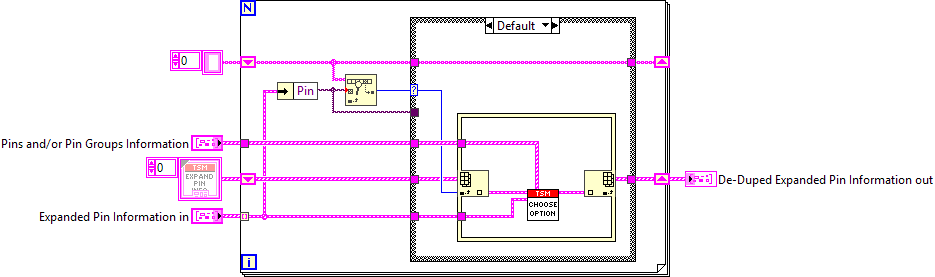 N
Default
0
Pin
?
Pins and/or Pin Groups Information
0
TSM
EXPAND
PIN
INFO
De-Duped Expanded Pin Information out
TSM
CHOOSE
OPTION
Expanded Pin Information in
i